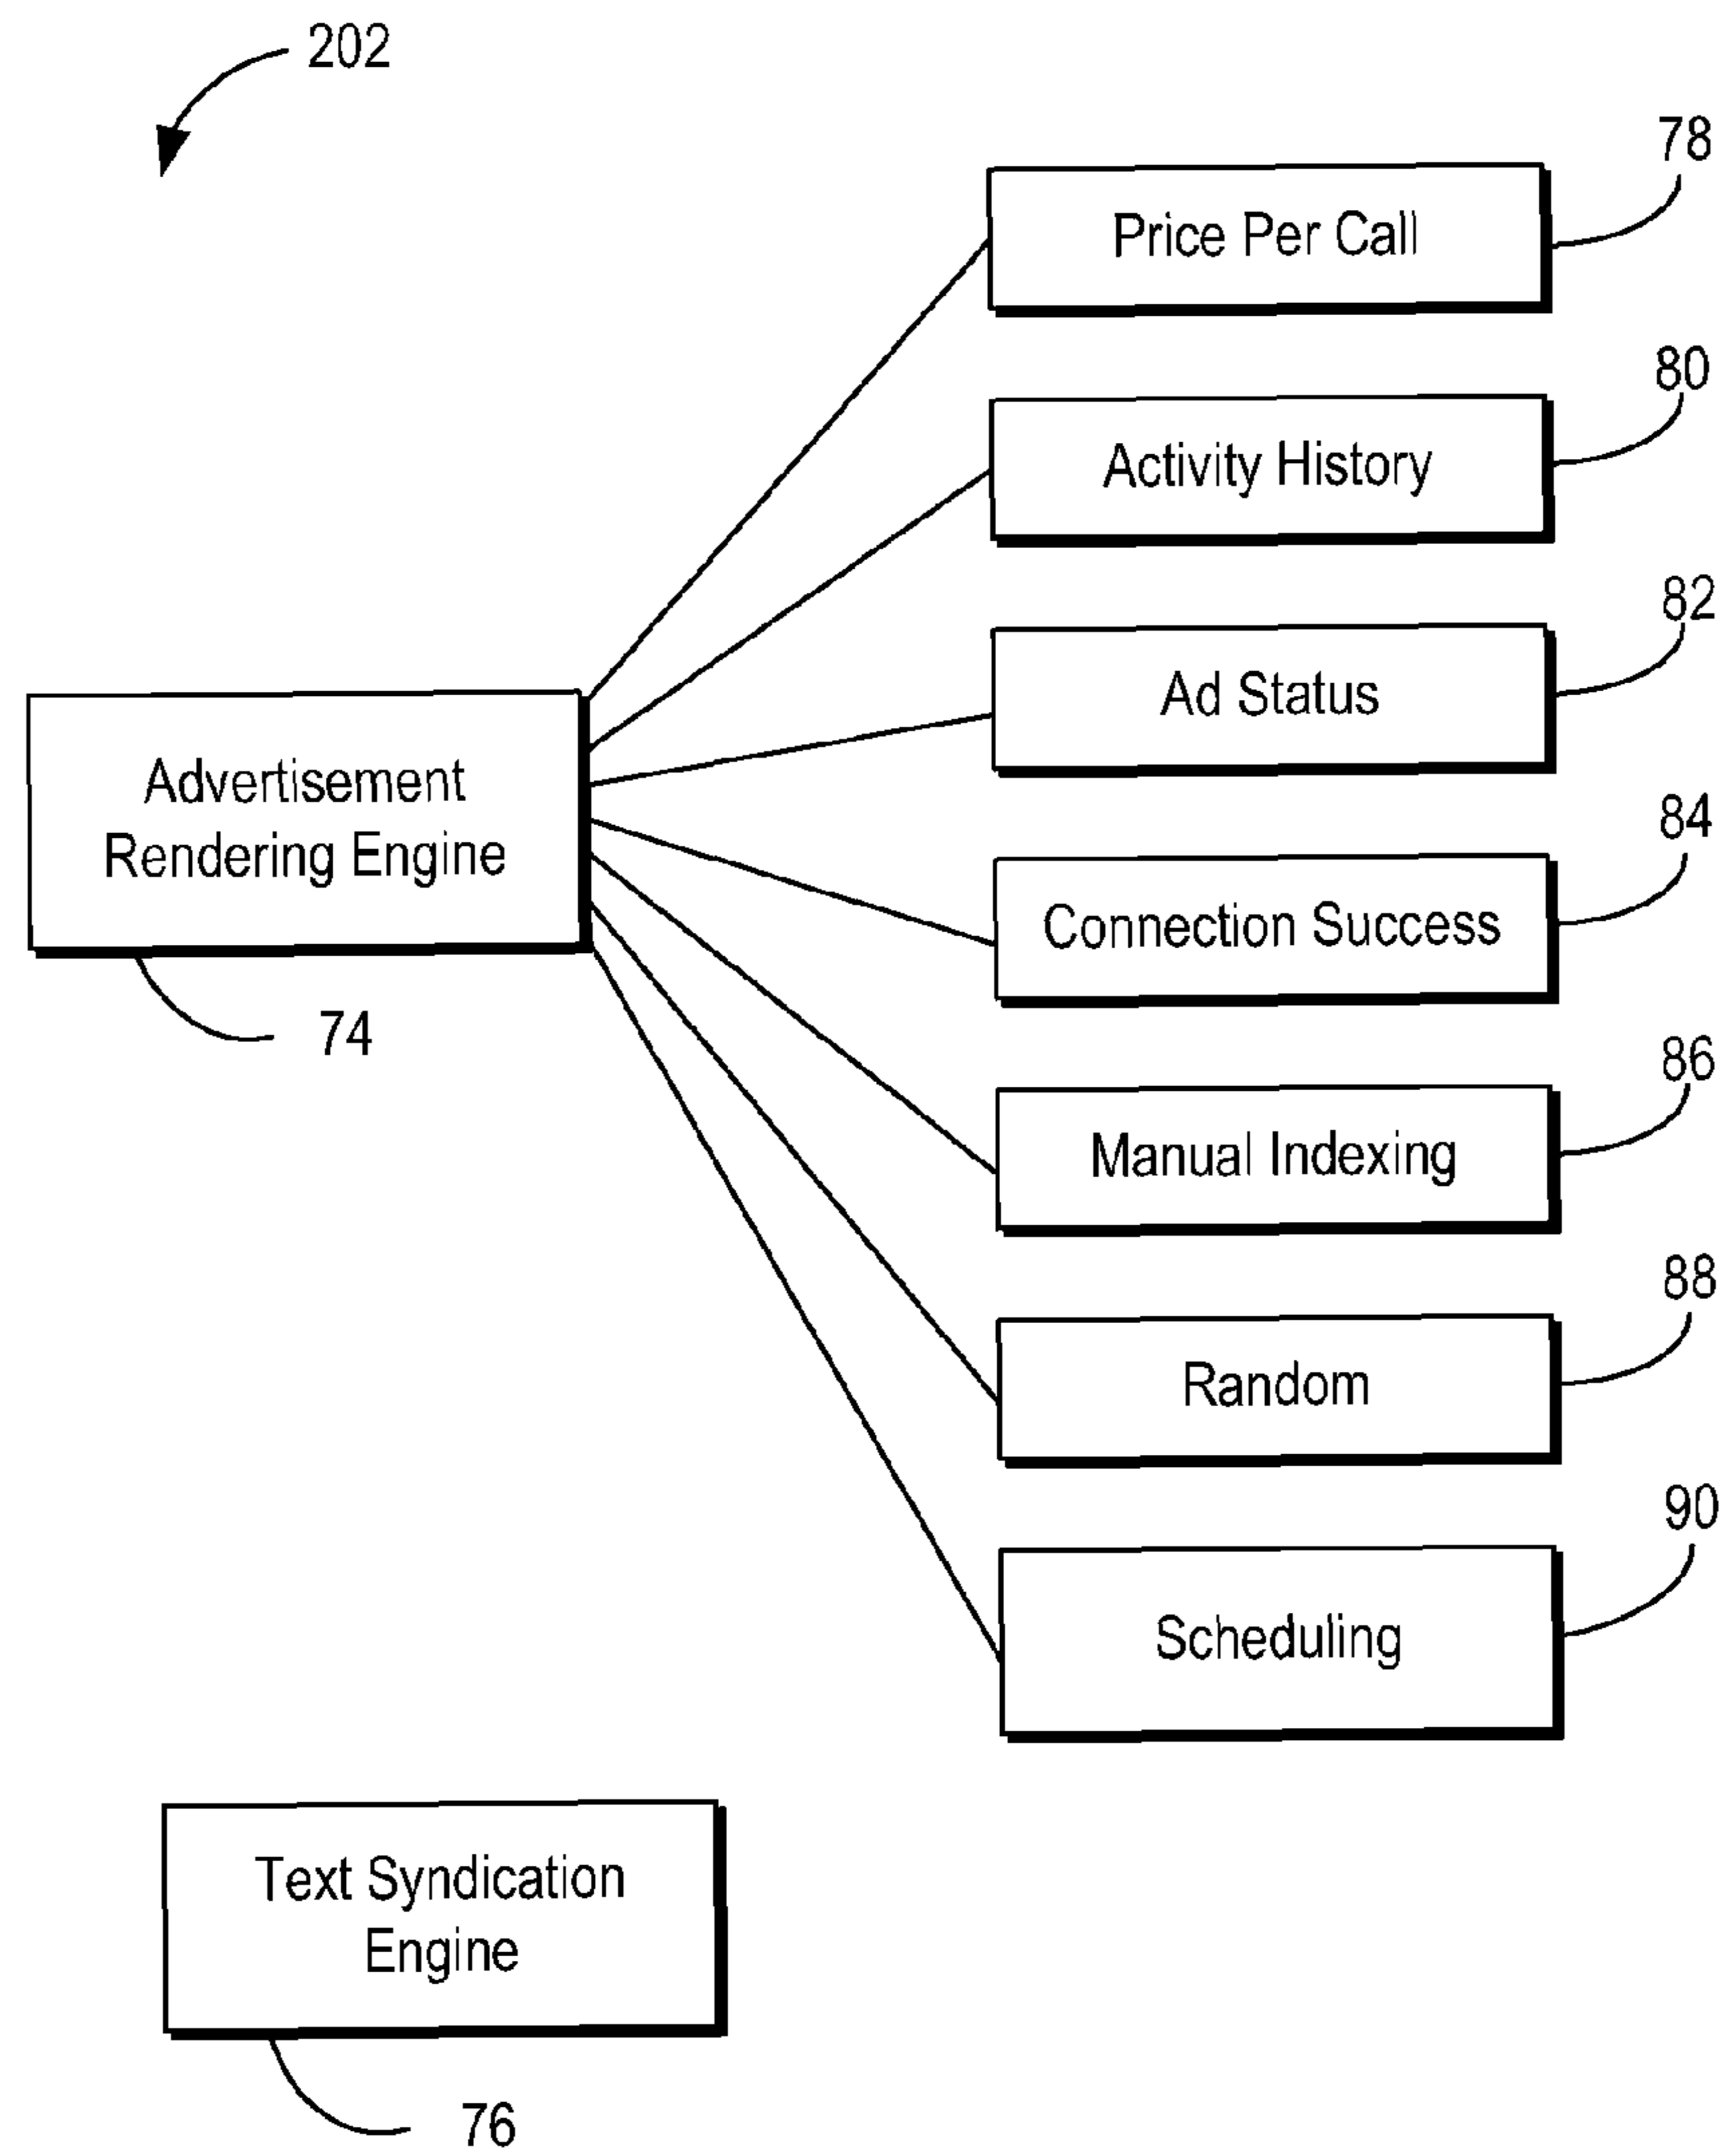 202
78
Price Per Call
80
Activity History
82
Ad Status
Advertisement
Rendering Engine
74
84
Connection Success
86
Manual Indexing
88
Random
90
Scheduling
Text Syndication
Engine
76